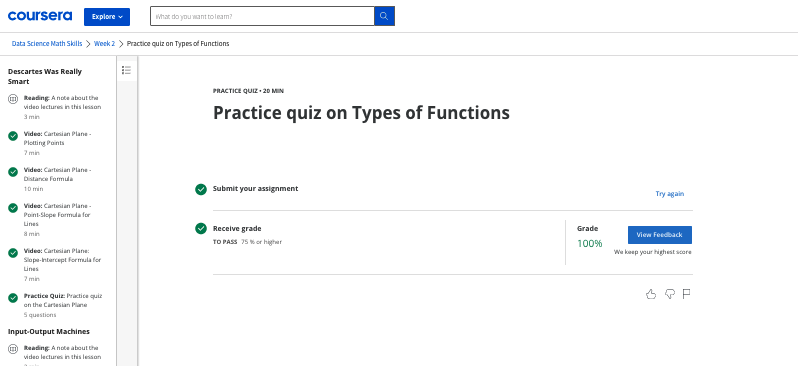 coursera
Explore
What do you want to learn?
Data Science Math Skills
Week 2
Practice quiz on Types of Functions
Descartes Was Really
Smart
Reading: A note about the
video lectures in this lesson
3 min
Video: Cartesian Plane -
Plotting Points
7 min
Video: Cartesian Plane -
Distance Formula
10 min
Video: Cartesian Plane -
Point-Slope Formula for
Lines
8 min
Video: Cartesian Plane:
Slope-Intercept Formula for
Lines
7 min
Practice Quiz: Practice quiz
on the Cartesian Plane
5 questions
Input-Output Machines
Reading: A note about the
video lectures in this lesson
PRACTICE QUIZ • 20 MIN
Practice quiz on Types of Functions
Submit your assignment
Try again
Receive grade
TO PASS 75 % or higher
Grade
100%
View Feedback
We keep your highest score